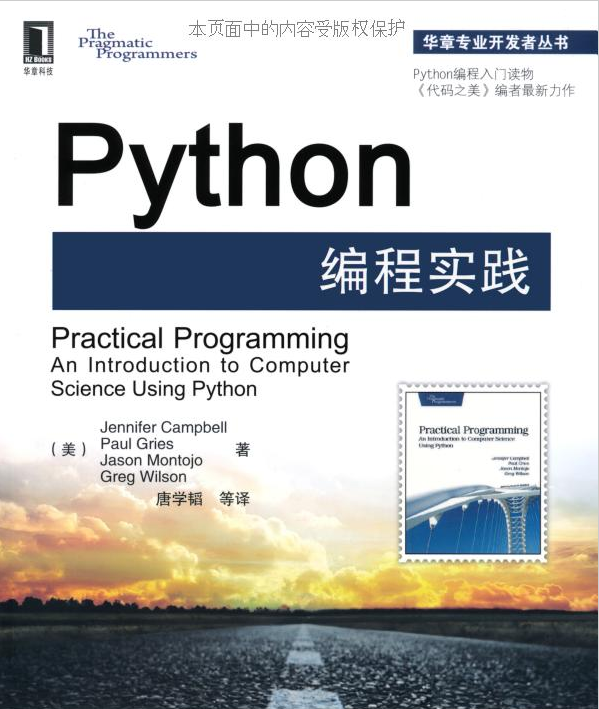 HZ BOOKS
华章科技
The
Pragmatic
Programmers
本页面中的内容受版权保护
华章专业开发者丛书
Python编程入门读物
《代码之美》编者最新力作
Python
编程实践
Practical Programming
An Introduction to Computer
Science Using Python
（美）
Jennifer Campbell
Paul Gries
Jason Montojo
Greg Wilson
著
唐学韬 等译
Practical Programming
An Introduction to Computer Science
Using Python
Jennifer Campbell
Paul Gries
Jason Montojo
Greg Wilson